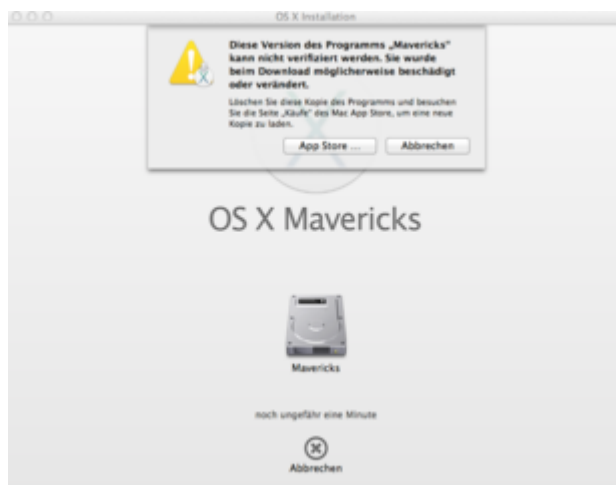 OS X Installation
Diese Version des Programms „Mavericks“
kann nicht verifiziert werden. Sie wurde
beim Download möglicherweise beschädigt
oder verändert.
Löschen Sie diese Kopie des Programms und besuchen
Sie die Seite „Käufe“ des Mac App Store, um eine neue
Kopie zu laden.
App Store ... Abbrechen
OS X Mavericks
Mavericks
noch ungefähr eine Minute
Abbrechen